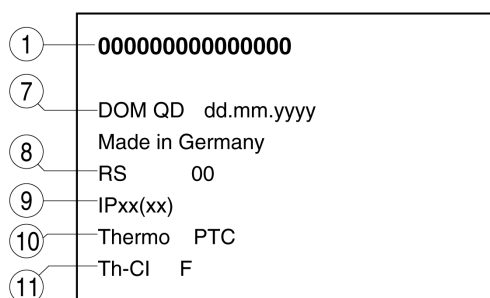 1 000000000000000
7 DOM QD dd.mm.yyyy
Made in Germany
8 RS 00
9 IPxx(xx)
10 Thermo PTC
11 Th-CI F